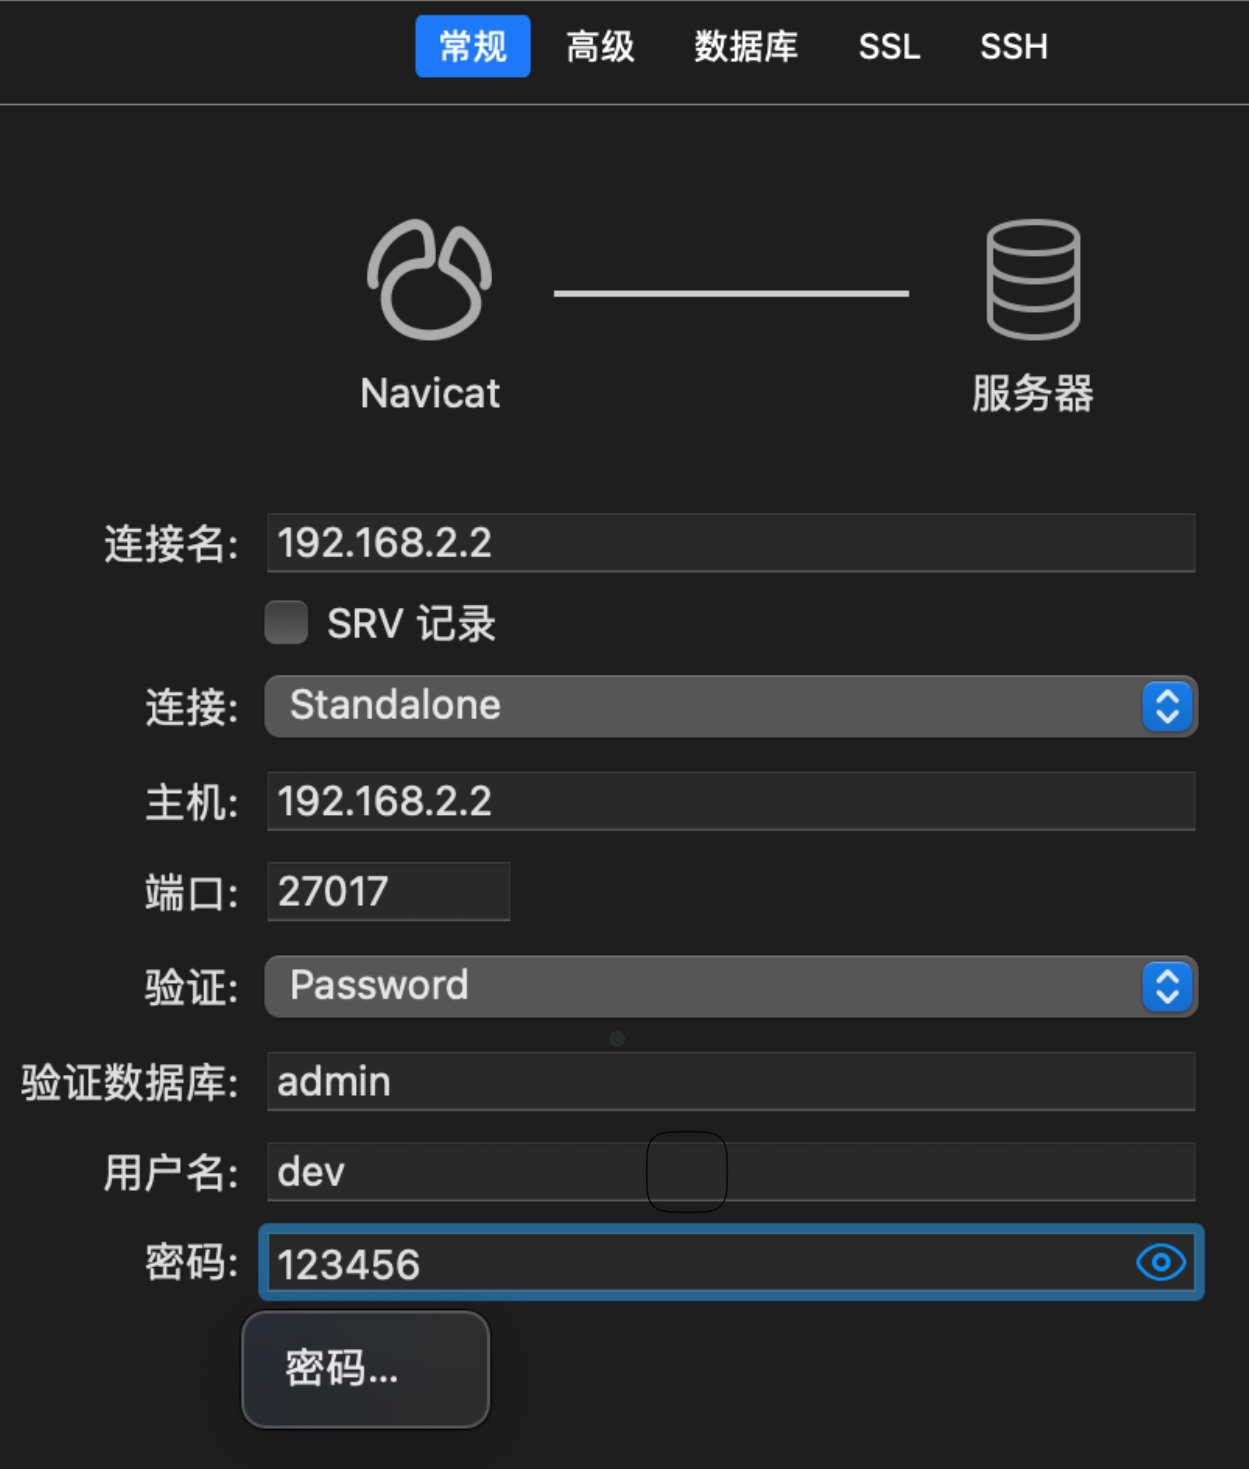 常规 高级 数据库 SSL SSH
Navicat 服务器
连接名: 192.168.2.2
SRV 记录
连接: Standalone
主机: 192.168.2.2
端口: 27017
验证: Password
验证数据库: admin
用户名: dev
密码: 123456
密码...